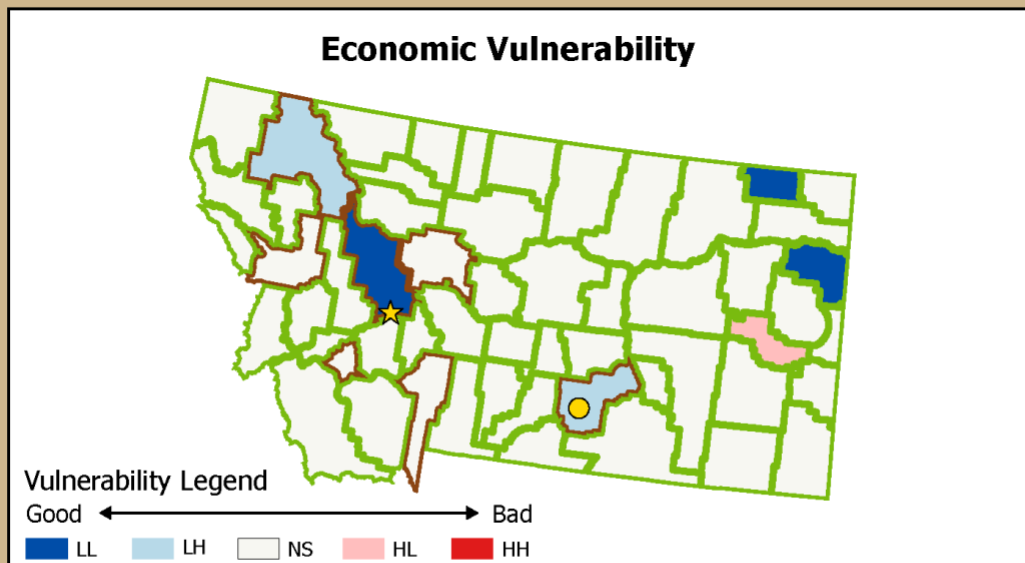 Economic Vulnerability
Vulnerability Legend
Good Bad
LL LH NS HL HH